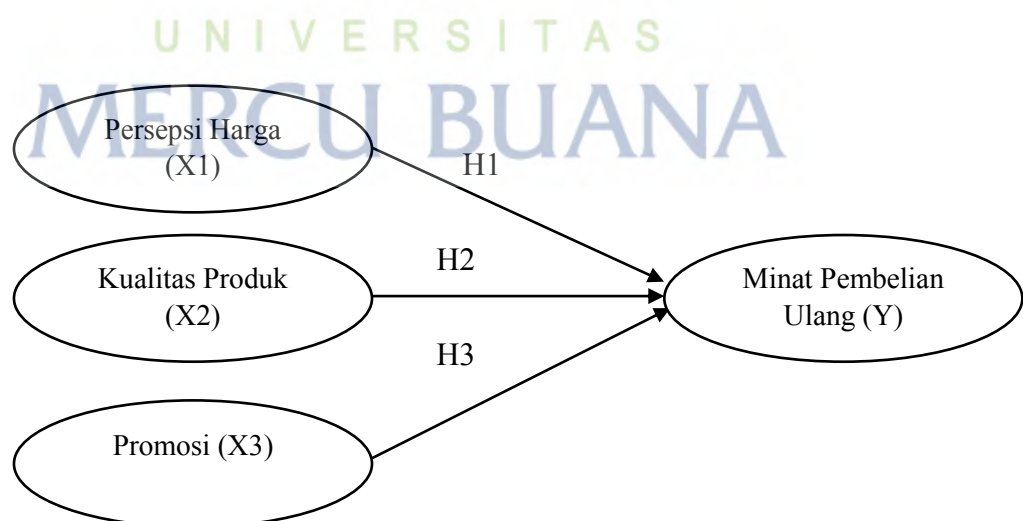 UNIVERSITAS
MERCU BUANA
Persepsi Harga
(X1)
H1
Kualitas Produk
(X2)
H2
Minat Pembelian
Ulang (Y)
H3
Promosi (X3)